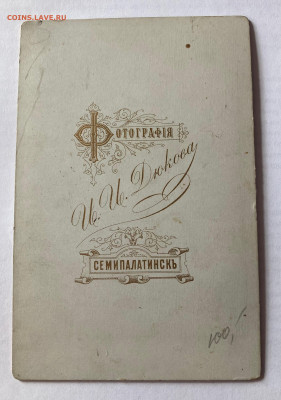 COINS.LAVE.RU
ФОТОГРАФІЯ
И. И. Дюкова
СЕМИПАЛАТИНСКЪ
100,